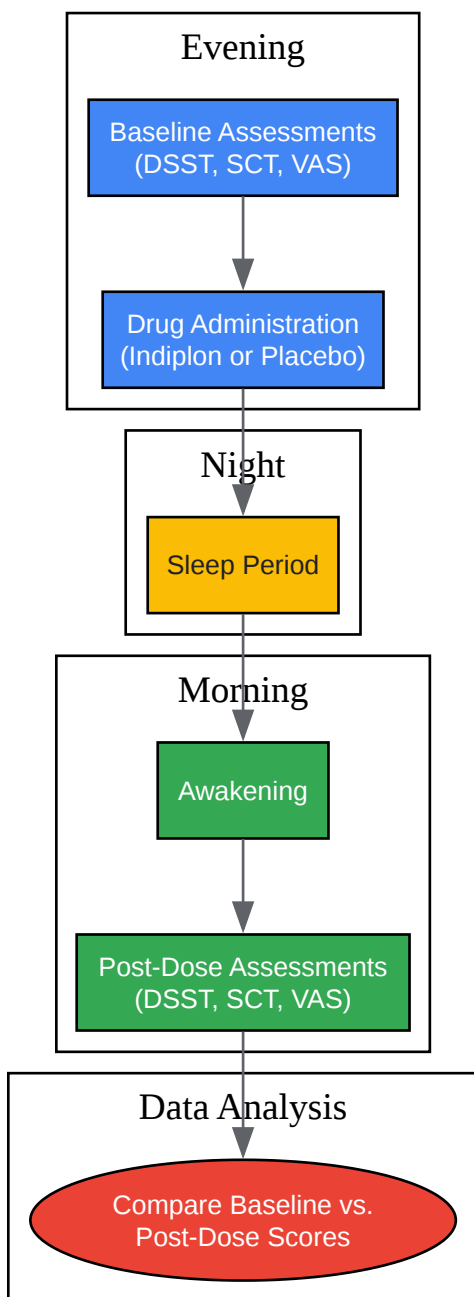 Evening
Baseline Assessments
(DSST, SCT, VAS)
Drug Administration
(Indiplon or Placebo)
Night
Sleep Period
Morning
Awakening
Post-Dose Assessments
(DSST, SCT, VAS)
Data Analysis
Compare Baseline vs.
Post-Dose Scores